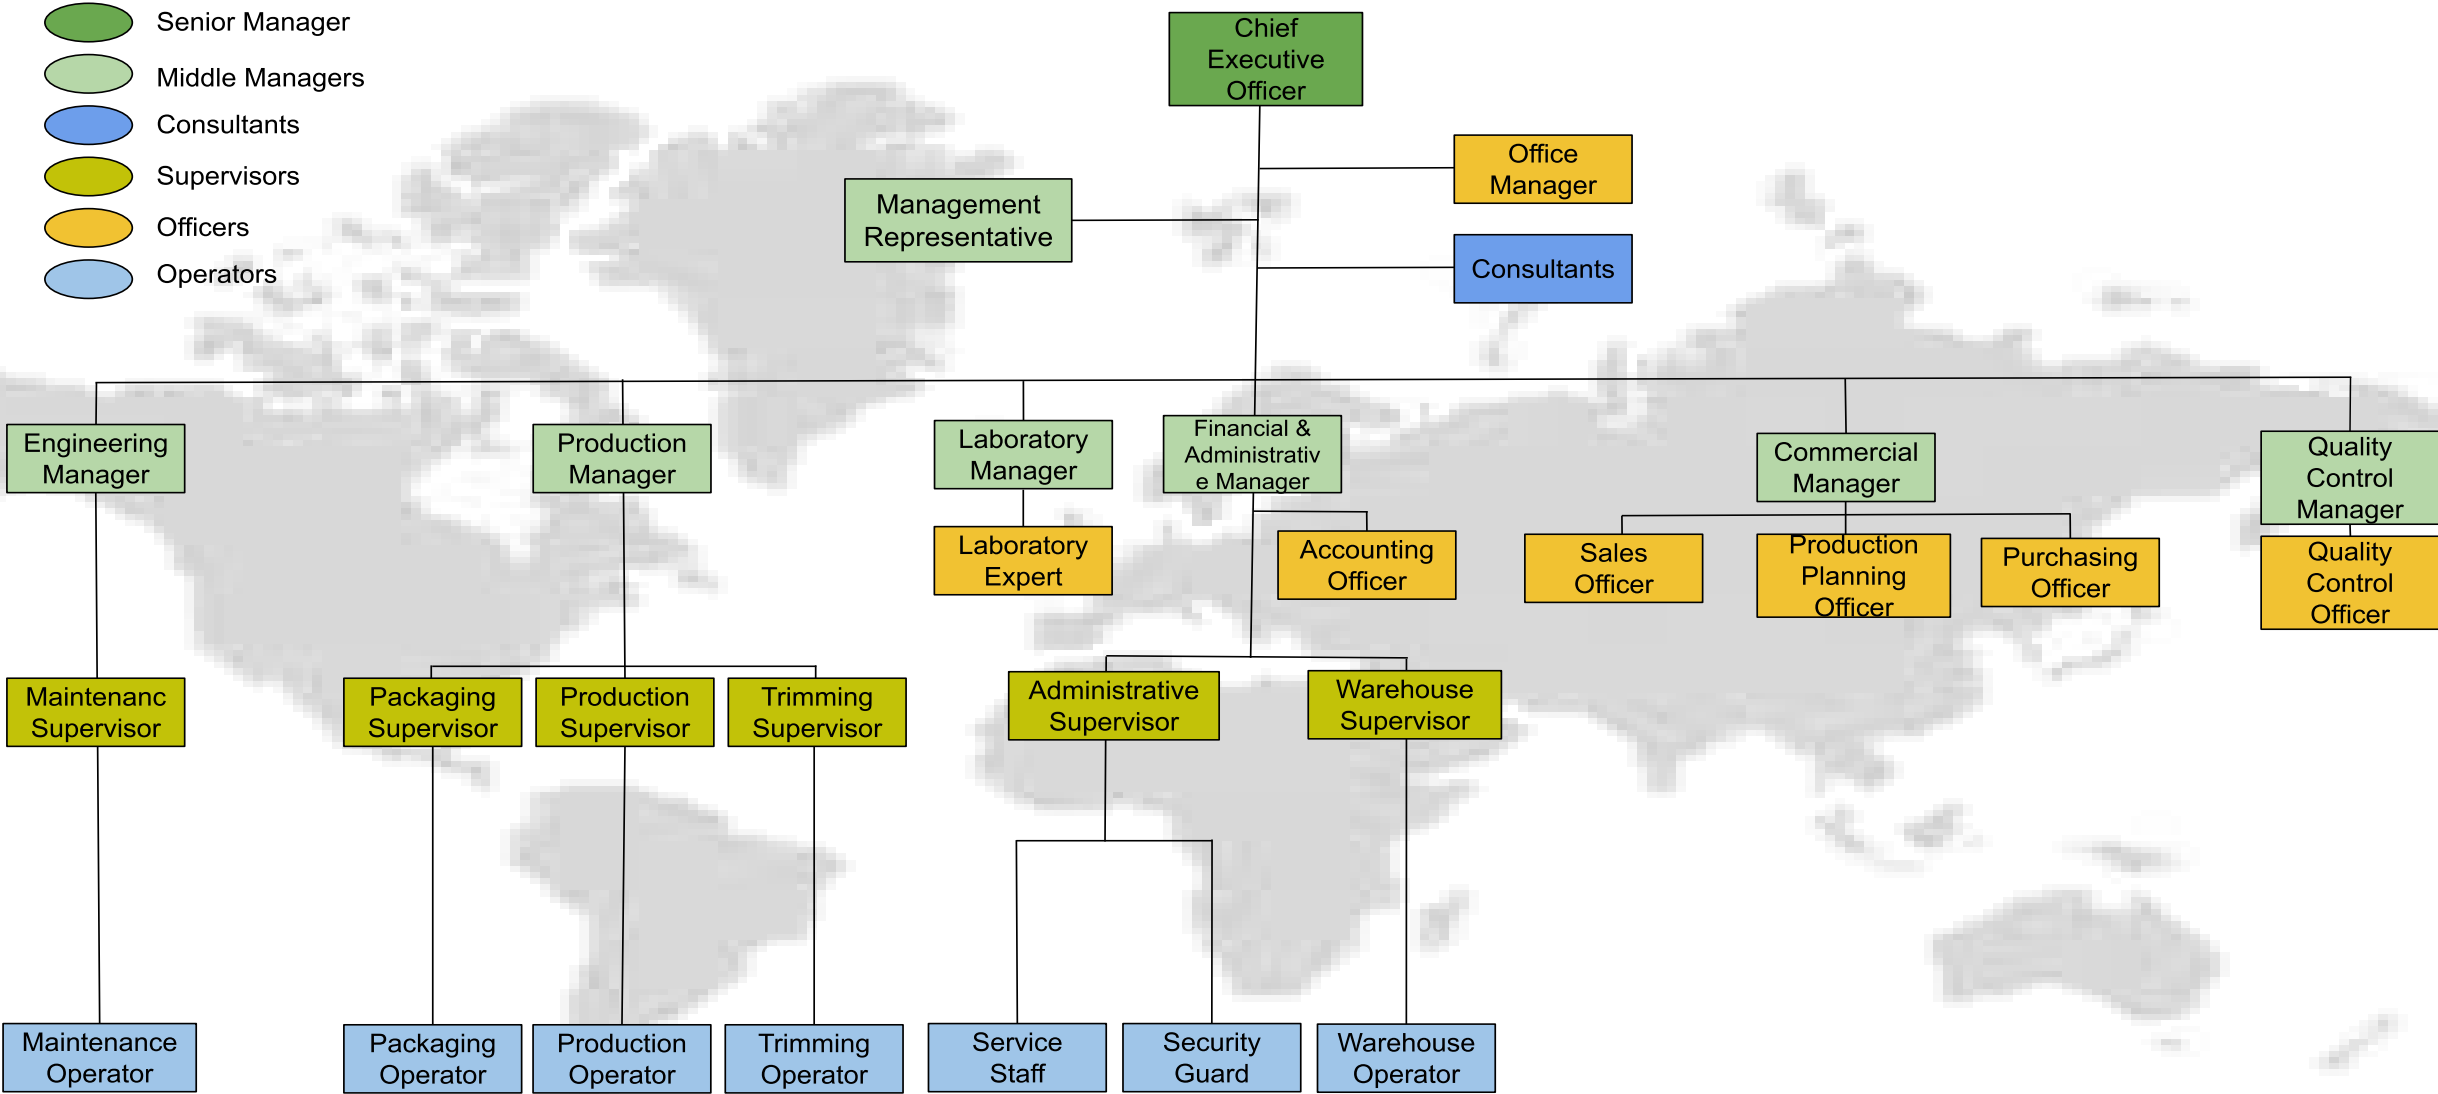 Senior Manager
Middle Managers
Consultants
Supervisors
Officers
Operators
Chief
Executive
Officer
Office
Manager
Management
Representative
Consultants
Engineering
Manager
Production
Manager
Laboratory
Manager
Financial &
Administrativ
e Manager
Commercial
Manager
Quality
Control
Manager
Laboratory
Expert
Accounting
Officer
Sales
Officer
Production
Planning
Officer
Purchasing
Officer
Quality
Control
Officer
Maintenanc
Supervisor
Packaging
Supervisor
Production
Supervisor
Trimming
Supervisor
Administrative
Supervisor
Warehouse
Supervisor
Maintenance
Operator
Packaging
Operator
Production
Operator
Trimming
Operator
Service
Staff
Security
Guard
Warehouse
Operator